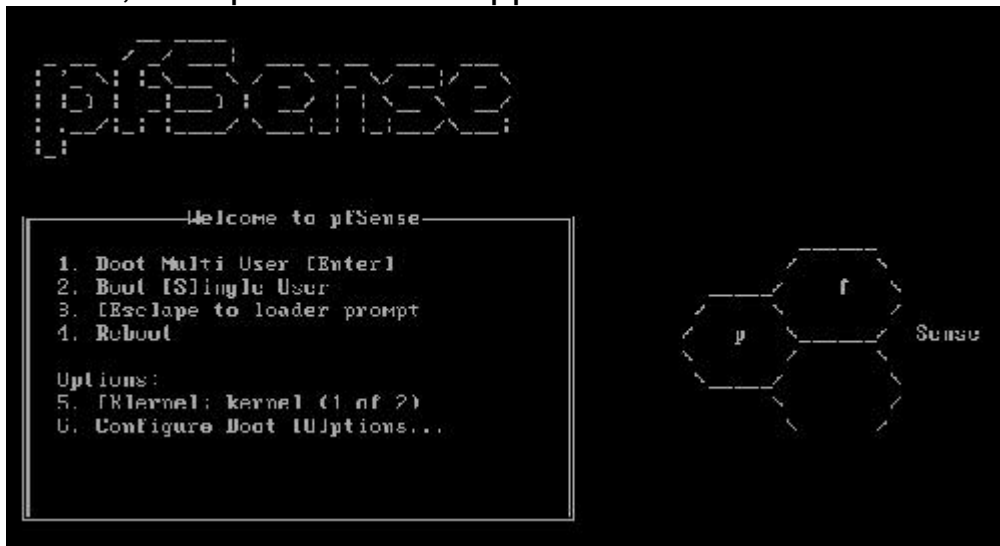 pfSense
Welcome to pfSense
1. Boot Multi User [Enter]
2. Boot [S]ingle User
3. [Esc]ape to loader prompt
4. Reboot
Options:
5. [K]ernel: kernel (1 of 2)
6. Configure Boot [O]ptions...
f
p
Sense